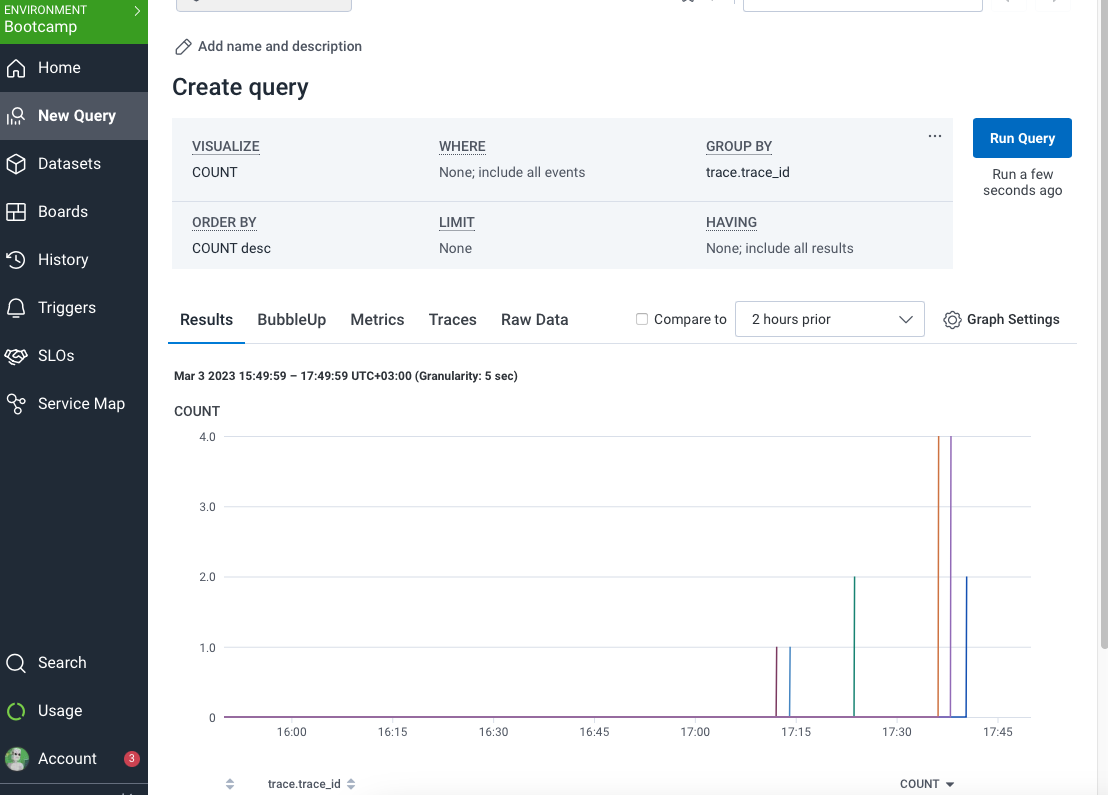 ENVIRONMENT
Bootcamp
Home
New Query
Datasets
Boards
History
Triggers
SLOs
Service Map
Search
Usage
Account 3
Add name and description
Create query
VISUALIZE WHERE GROUP BY
COUNT None; include all events trace.trace_id
ORDER BY LIMIT HAVING
COUNT desc None None; include all results
Run Query
Run a few
seconds ago
Results BubbleUp Metrics Traces Raw Data Compare to 2 hours prior Graph Settings
Mar 3 2023 15:49:59 – 17:49:59 UTC+03:00 (Granularity: 5 sec)
COUNT
4.0
3.0
2.0
1.0
0
16:00 16:15 16:30 16:45 17:00 17:15 17:30 17:45
trace.trace_id COUNT